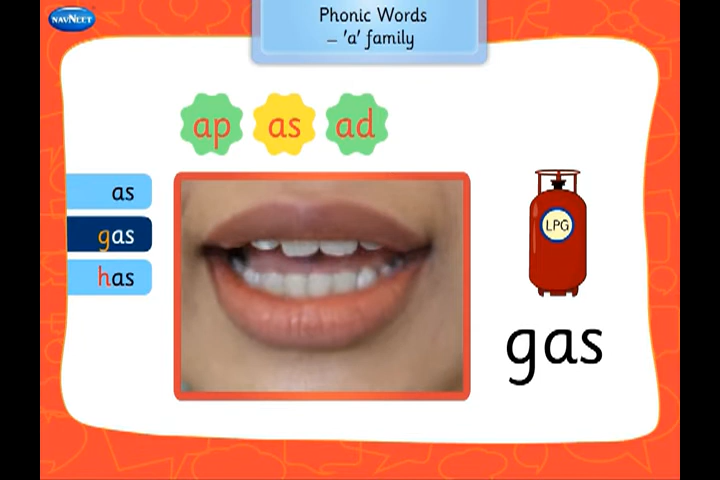 NAVNEET
Phonic Words
– 'a' family
ap as ad
as
gas
has
LPG
gas